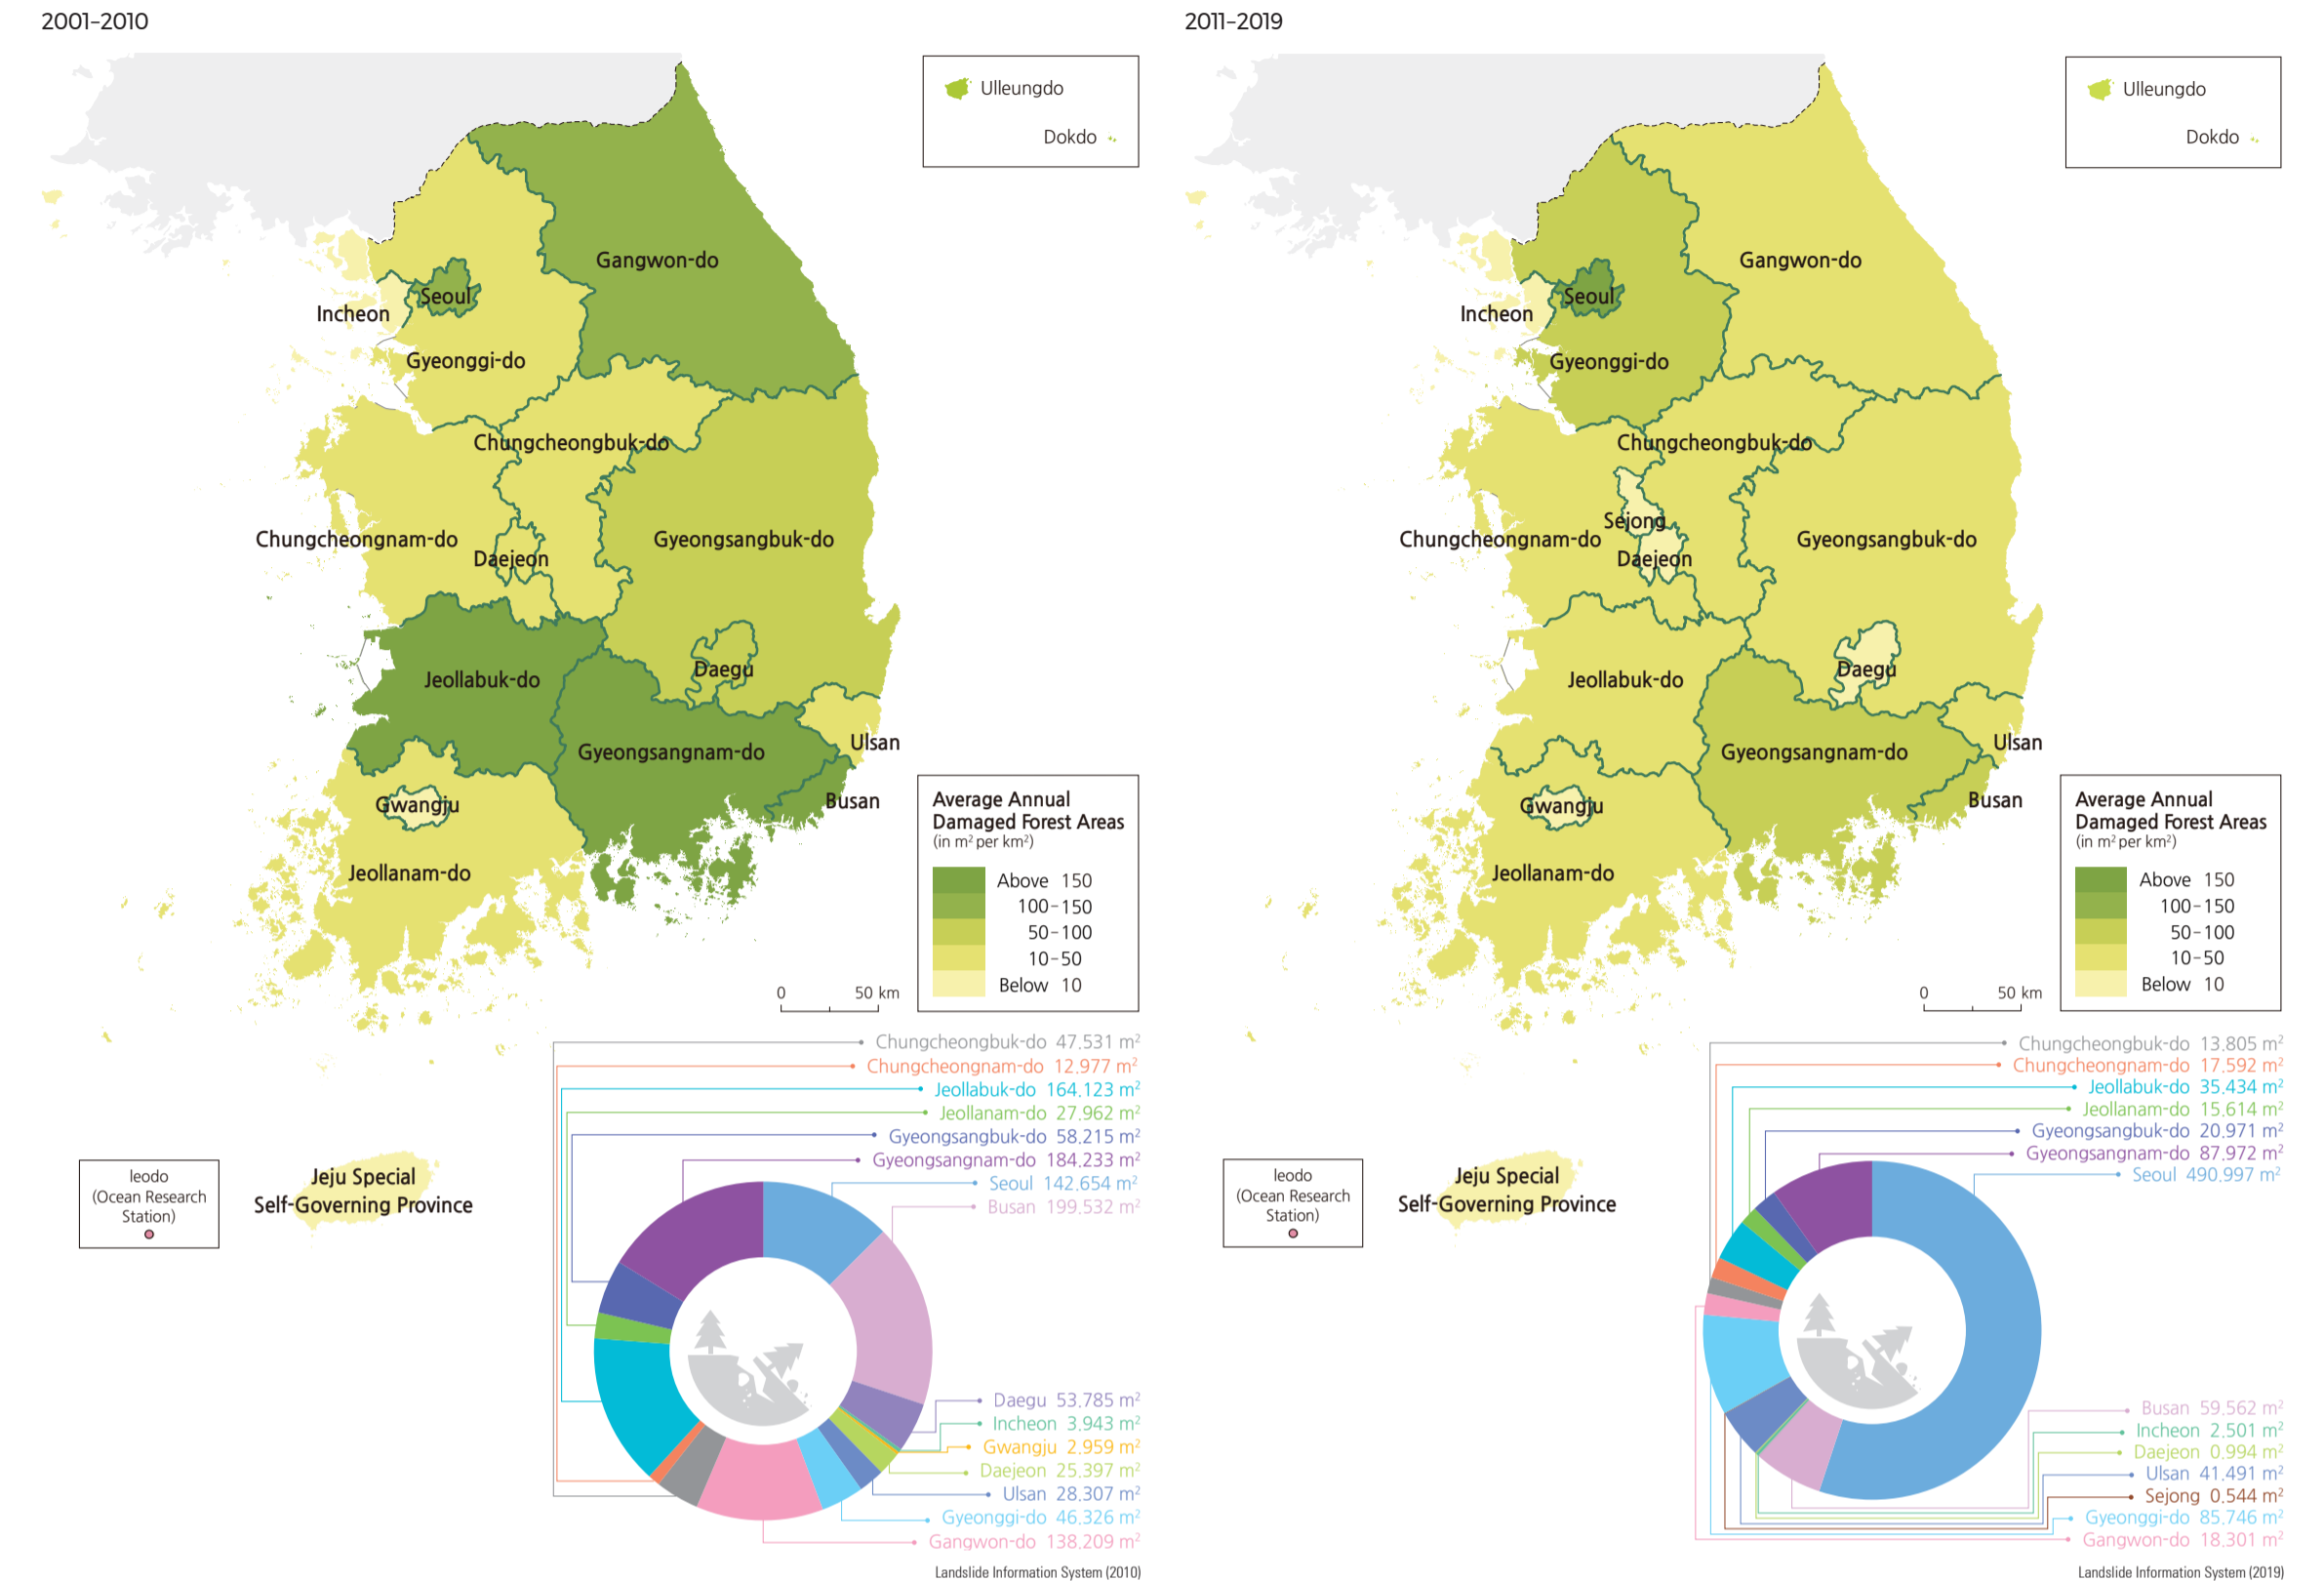 2001-2010
Ulleungdo
Dokdo
Gangwon-do
Seoul
Incheon
Gyeonggi-do
Chungcheongbuk-do
Chungcheongnam-do
Gyeongsangbuk-do
Daejeon
Daegu
Jeollabuk-do
Ulsan
Gyeongsangnam-do
Busan
Gwangju
Jeollanam-do
Average Annual
Damaged Forest Areas
(in m² per km²)
Above 150
100-150
50-100
10-50
Below 10
0 50 km
Ieodo
(Ocean Research
Station)
Jeju Special
Self-Governing Province
Chungcheongbuk-do 47.531 m²
Chungcheongnam-do 12.977 m²
Jeollabuk-do 164.123 m²
Jeollanam-do 27.962 m²
Gyeongsangbuk-do 58.215 m²
Gyeongsangnam-do 184.233 m²
Seoul 142.654 m²
Busan 199.532 m²
Daegu 53.785 m²
Incheon 3.943 m²
Gwangju 2.959 m²
Daejeon 25.397 m²
Ulsan 28.307 m²
Gyeonggi-do 46.326 m²
Gangwon-do 138.209 m²
Landslide Information System (2010)
2011-2019
Ulleungdo
Dokdo
Gangwon-do
Seoul
Incheon
Gyeonggi-do
Chungcheongbuk-do
Sejong
Chungcheongnam-do
Gyeongsangbuk-do
Daejeon
Daegu
Jeollabuk-do
Ulsan
Gyeongsangnam-do
Busan
Gwangju
Jeollanam-do
Average Annual
Damaged Forest Areas
(in m² per km²)
Above 150
100-150
50-100
10-50
Below 10
0 50 km
Ieodo
(Ocean Research
Station)
Jeju Special
Self-Governing Province
Chungcheongbuk-do 13.805 m²
Chungcheongnam-do 17.592 m²
Jeollabuk-do 35.434 m²
Jeollanam-do 15.614 m²
Gyeongsangbuk-do 20.971 m²
Gyeongsangnam-do 87.972 m²
Seoul 490.997 m²
Busan 59.562 m²
Incheon 2.501 m²
Daejeon 0.994 m²
Ulsan 41.491 m²
Sejong 0.544 m²
Gyeonggi-do 85.746 m²
Gangwon-do 18.301 m²
Landslide Information System (2019)